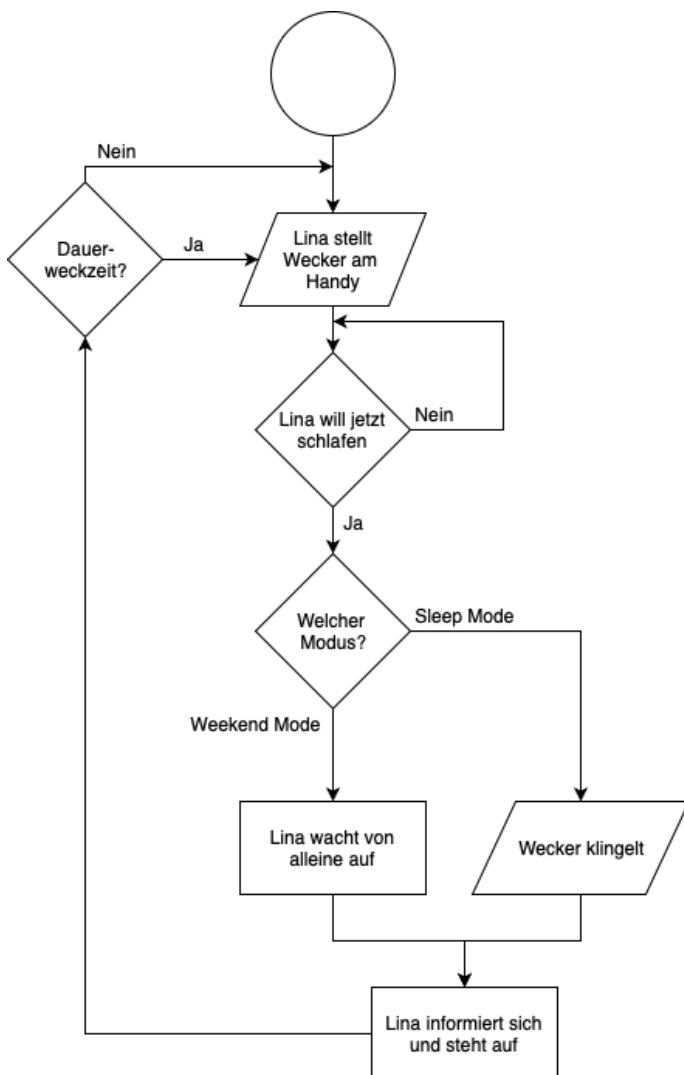 Nein
Dauer-
weckzeit?
Ja
Lina stellt
Wecker am
Handy
Lina will jetzt
schlafen
Nein
Ja
Welcher
Modus?
Sleep Mode
Weekend Mode
Lina wacht von
alleine auf
Wecker klingelt
Lina informiert sich
und steht auf